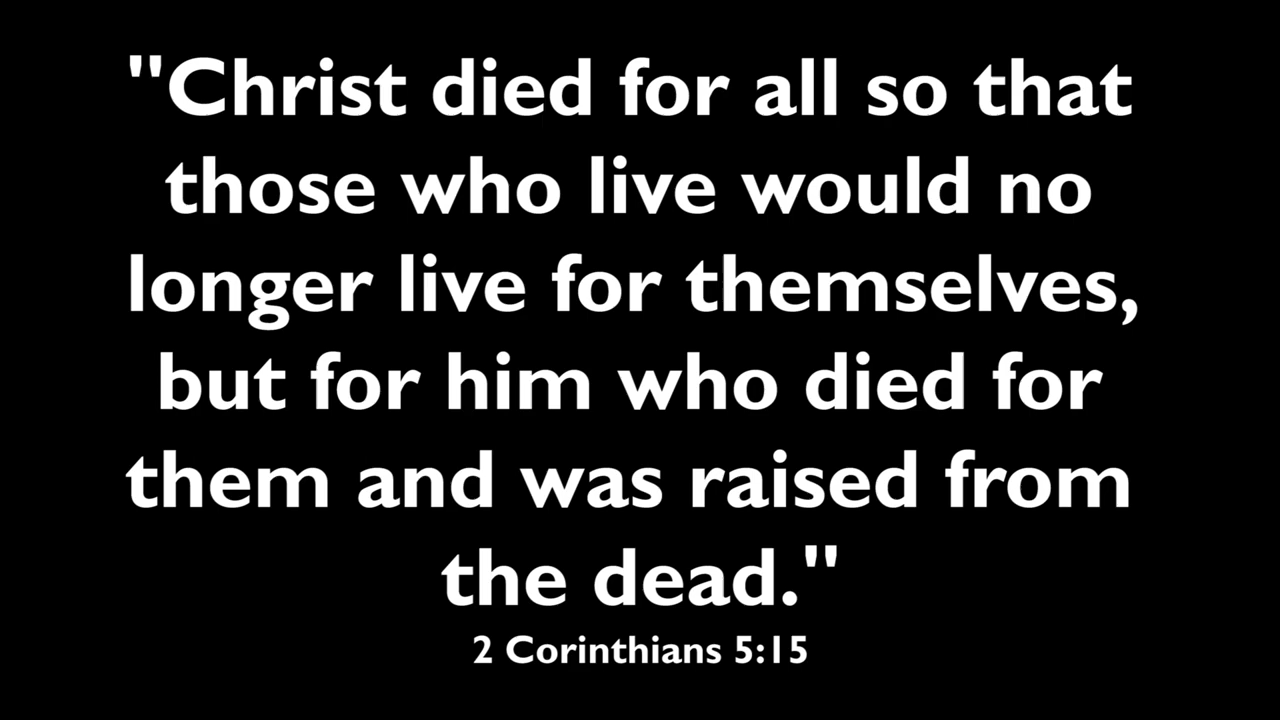 "Christ died for all so that
those who live would no
longer live for themselves,
but for him who died for
them and was raised from
the dead."
2 Corinthians 5:15